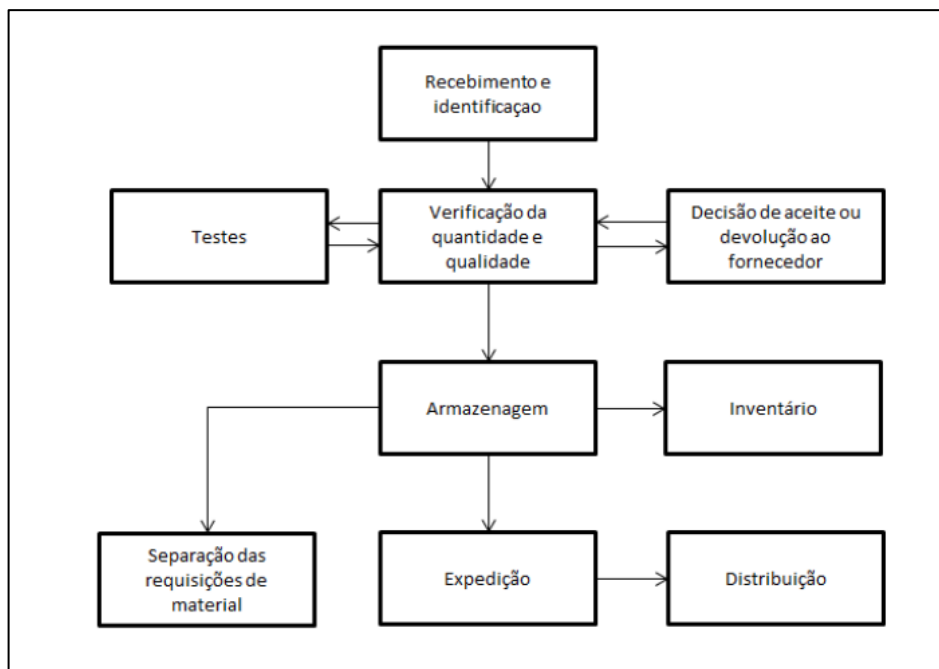 Recebimento e
identificaçao
Testes
Verificação da
quantidade e
qualidade
Decisão de aceite ou
devolução ao
fornecedor
Armazenagem
Inventário
Separação das
requisições de
material
Expedição
Distribuição